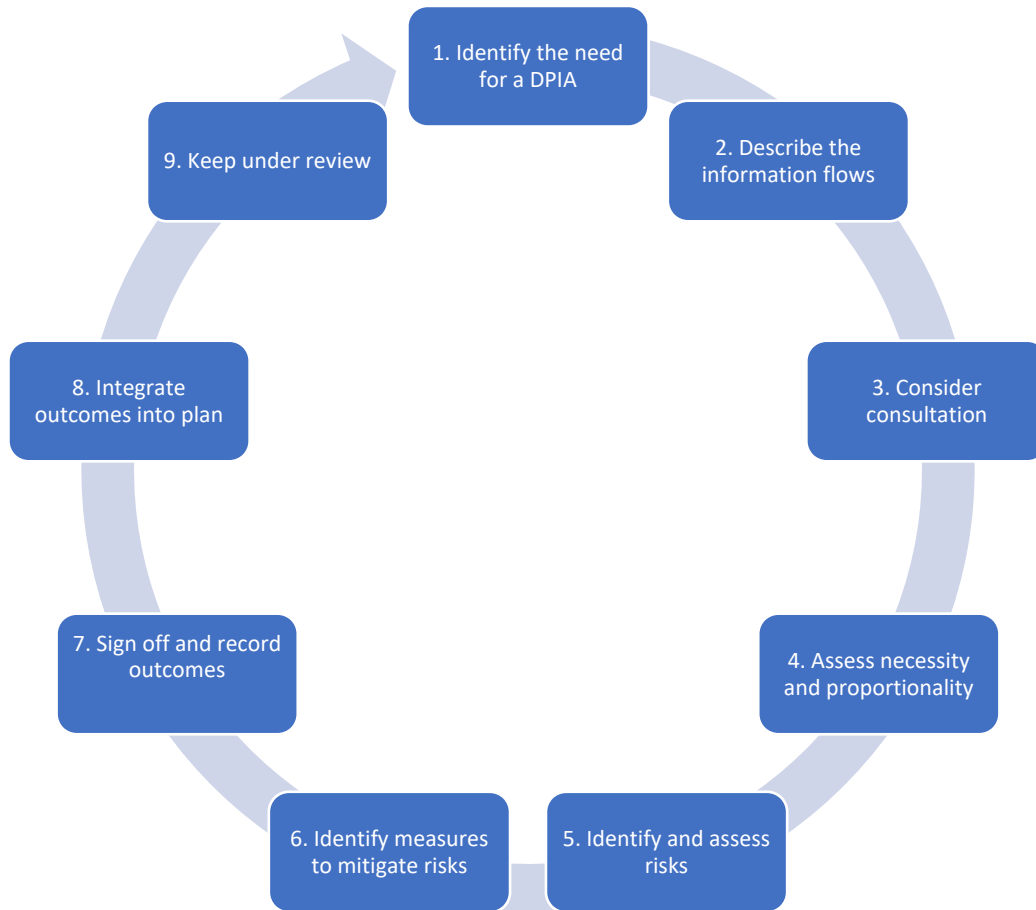 1. Identify the need
for a DPIA
2. Describe the
information flows
3. Consider
consultation
4. Assess necessity
and proportionality
5. Identify and assess
risks
6. Identify measures
to mitigate risks
7. Sign off and record
outcomes
8. Integrate
outcomes into plan
9. Keep under review